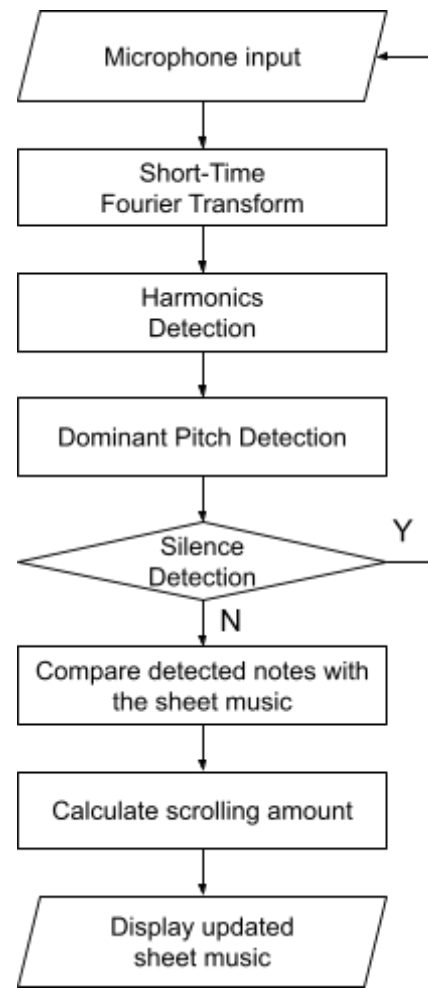 Microphone input
Short-Time
Fourier Transform
Harmonics
Detection
Dominant Pitch Detection
Silence
Detection
Y
N
Compare detected notes with
the sheet music
Calculate scrolling amount
Display updated
sheet music